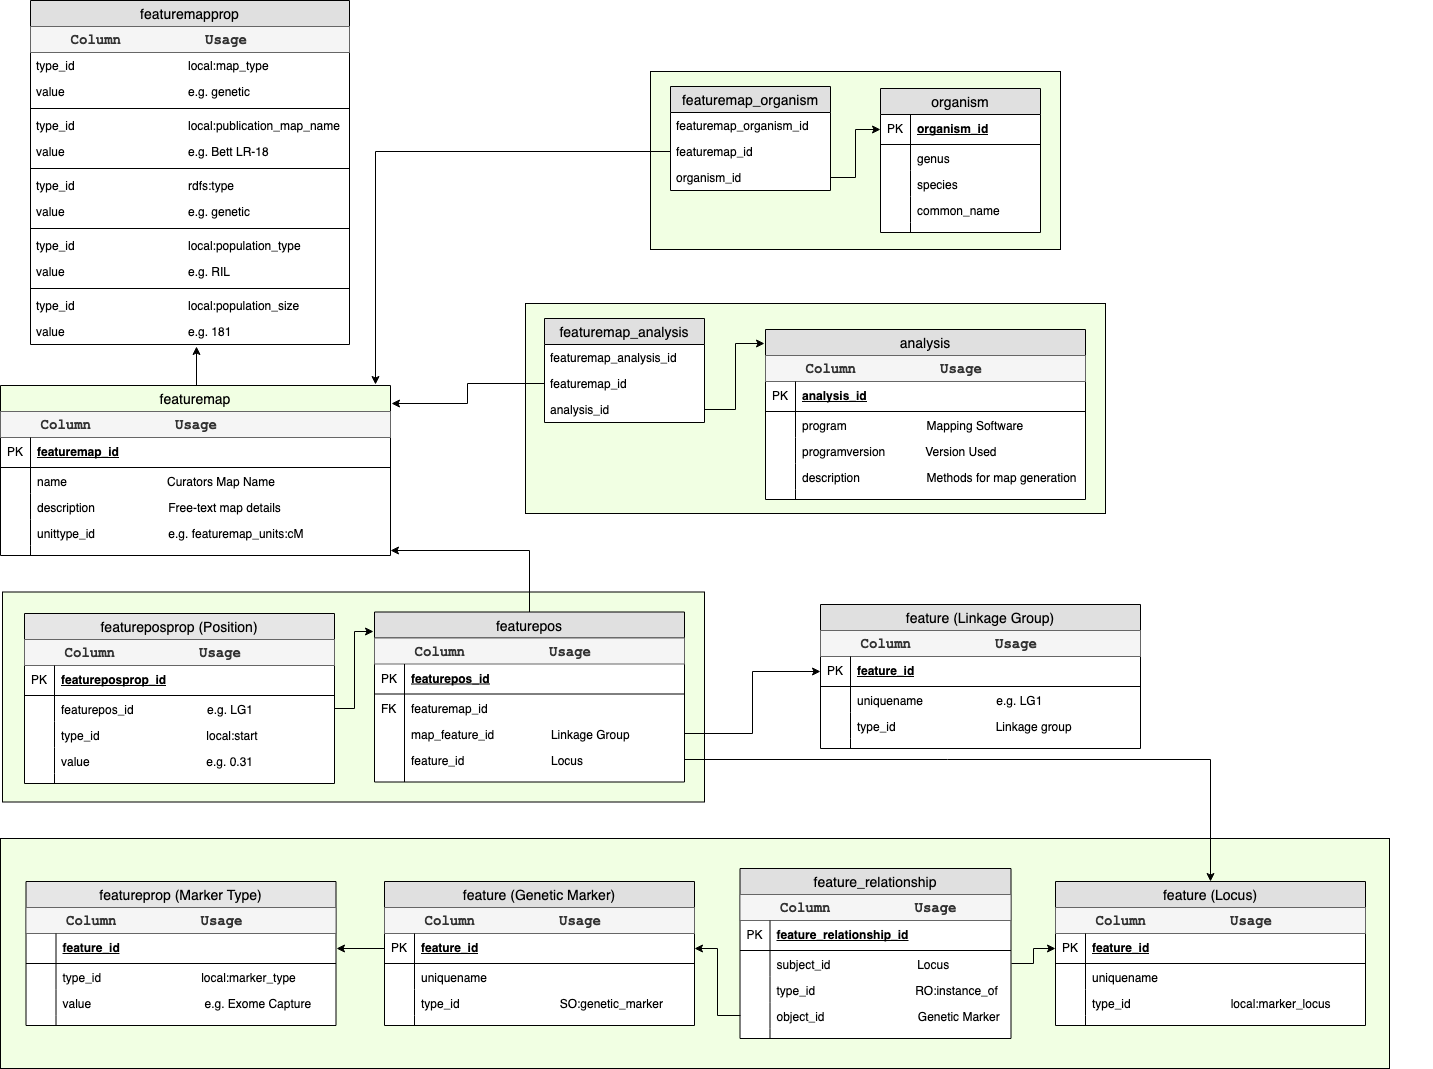 featuremapprop
Column Usage
type_id local:map_type
value e.g. genetic
type_id local:publication_map_name
value e.g. Bett LR-18
type_id rdfs:type
value e.g. genetic
type_id local:population_type
value e.g. RIL
type_id local:population_size
value e.g. 181
featuremap_organism
featuremap_organism_id
featuremap_id
organism_id
organism
PK organism_id
genus
species
common_name
featuremap_analysis
featuremap_analysis_id
featuremap_id
analysis_id
analysis
Column Usage
PK analysis_id
program Mapping Software
programversion Version Used
description Methods for map generation
featuremap
Column Usage
PK featuremap_id
name Curators Map Name
description Free-text map details
unittype_id e.g. featuremap_units:cM
featureposprop (Position)
Column Usage
PK featureposprop_id
featurepos_id e.g. LG1
type_id local:start
value e.g. 0.31
featurepos
Column Usage
PK featurepos_id
FK featuremap_id
map_feature_id Linkage Group
feature_id Locus
feature (Linkage Group)
Column Usage
PK feature_id
uniquename e.g. LG1
type_id Linkage group
featureprop (Marker Type)
Column Usage
feature_id
type_id local:marker_type
value e.g. Exome Capture
feature (Genetic Marker)
Column Usage
PK feature_id
uniquename
type_id SO:genetic_marker
feature_relationship
Column Usage
PK feature_relationship_id
subject_id Locus
type_id RO:instance_of
object_id Genetic Marker
feature (Locus)
Column Usage
PK feature_id
uniquename
type_id local:marker_locus